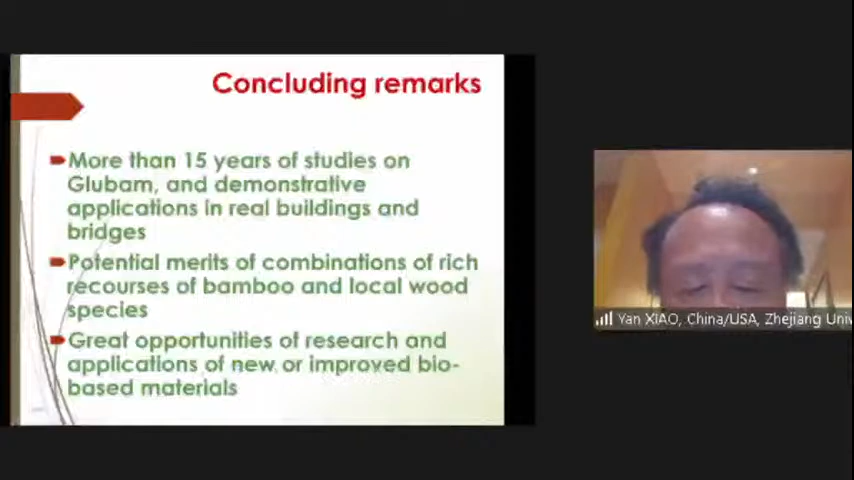 Concluding remarks
More than 15 years of studies on
Glubam, and demonstrative
applications in real buildings and
bridges
Potential merits of combinations of rich
recourses of bamboo and local wood
species
Great opportunities of research and
applications of new or improved bio-
based materials
Yan XIAO, China/USA, Zhejiang Univ